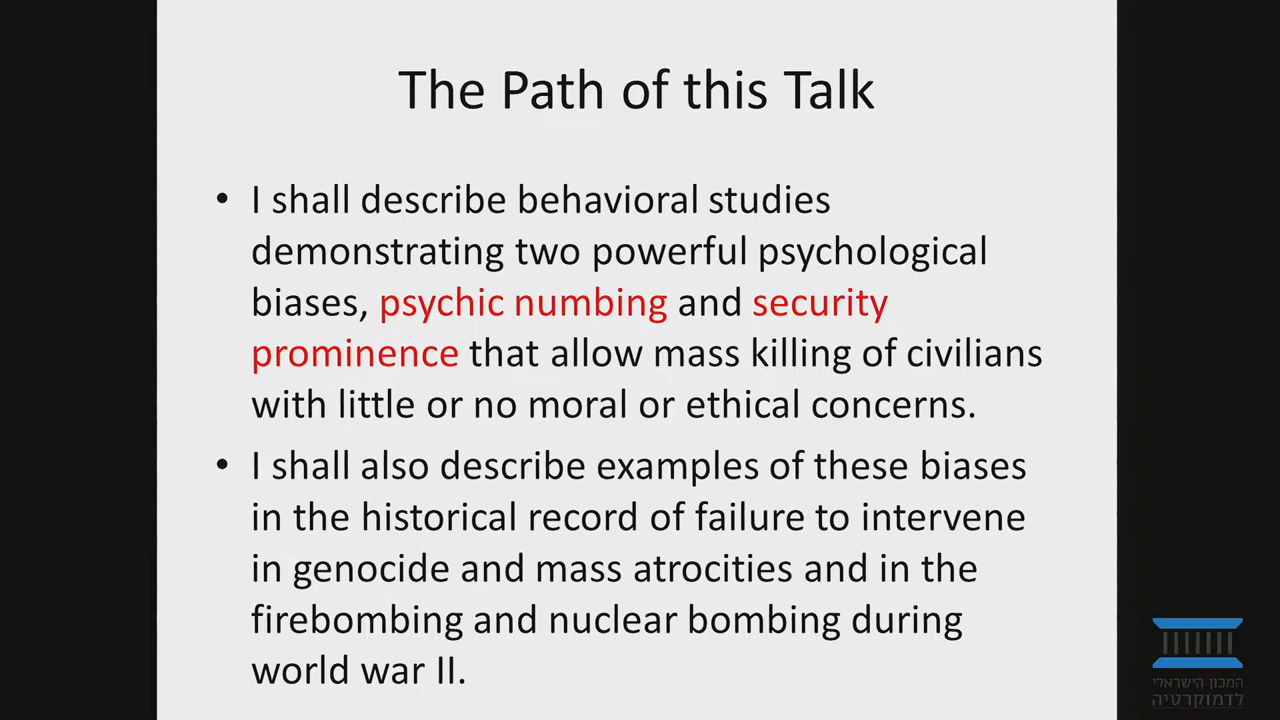 The Path of this Talk
• I shall describe behavioral studies
demonstrating two powerful psychological
biases, psychic numbing and security
prominence that allow mass killing of civilians
with little or no moral or ethical concerns.
• I shall also describe examples of these biases
in the historical record of failure to intervene
in genocide and mass atrocities and in the
firebombing and nuclear bombing during
world war II.
המכון הישראלי
לדמוקרטיה